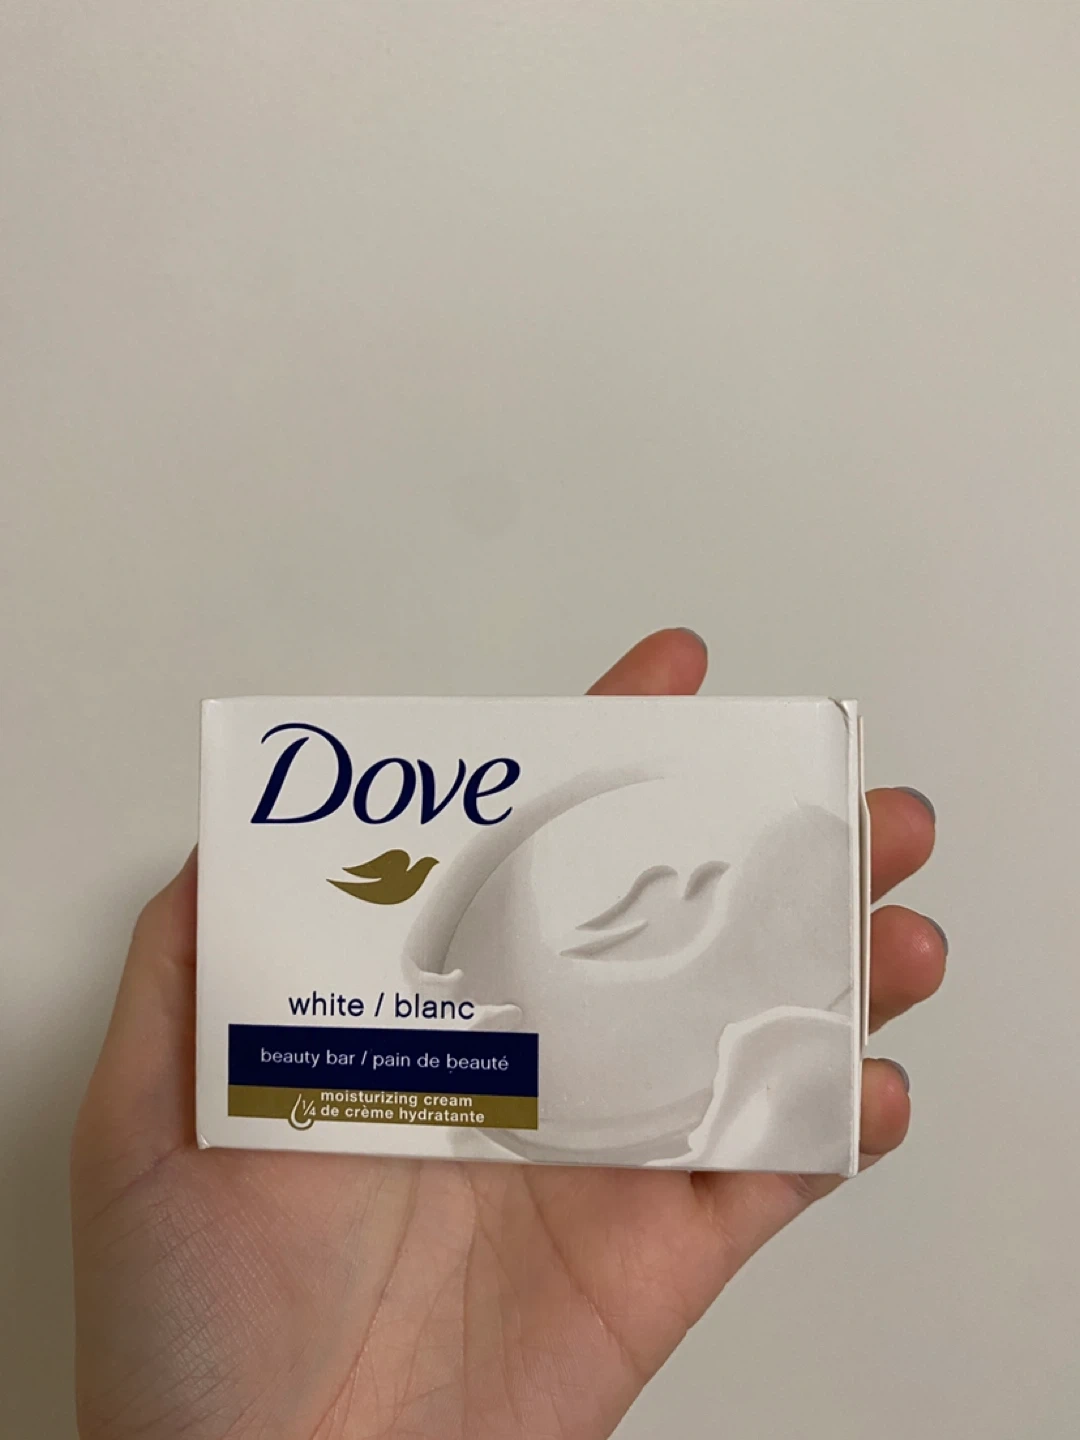 Dove
white / blanc
beauty bar / pain de beauté
1/4 moisturizing cream
de crème hydratante